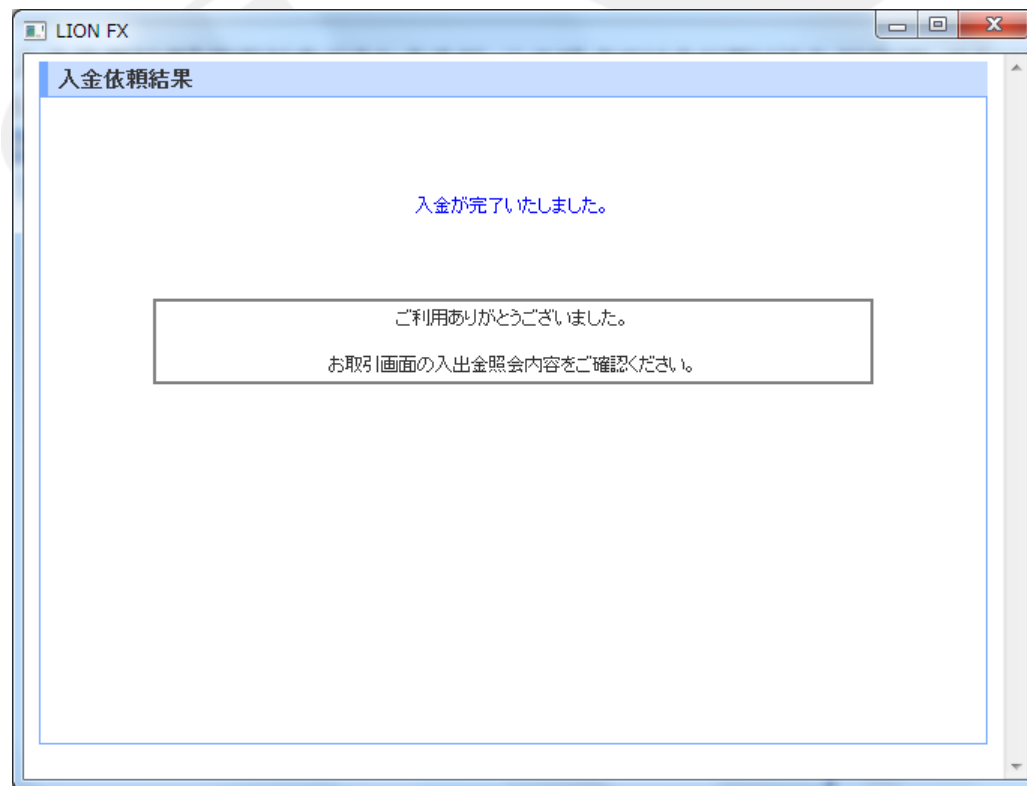 LION FX
入金依頼結果
入金が完了いたしました。
ご利用ありがとうございました。
お取引画面の入出金照会内容をご確認ください。